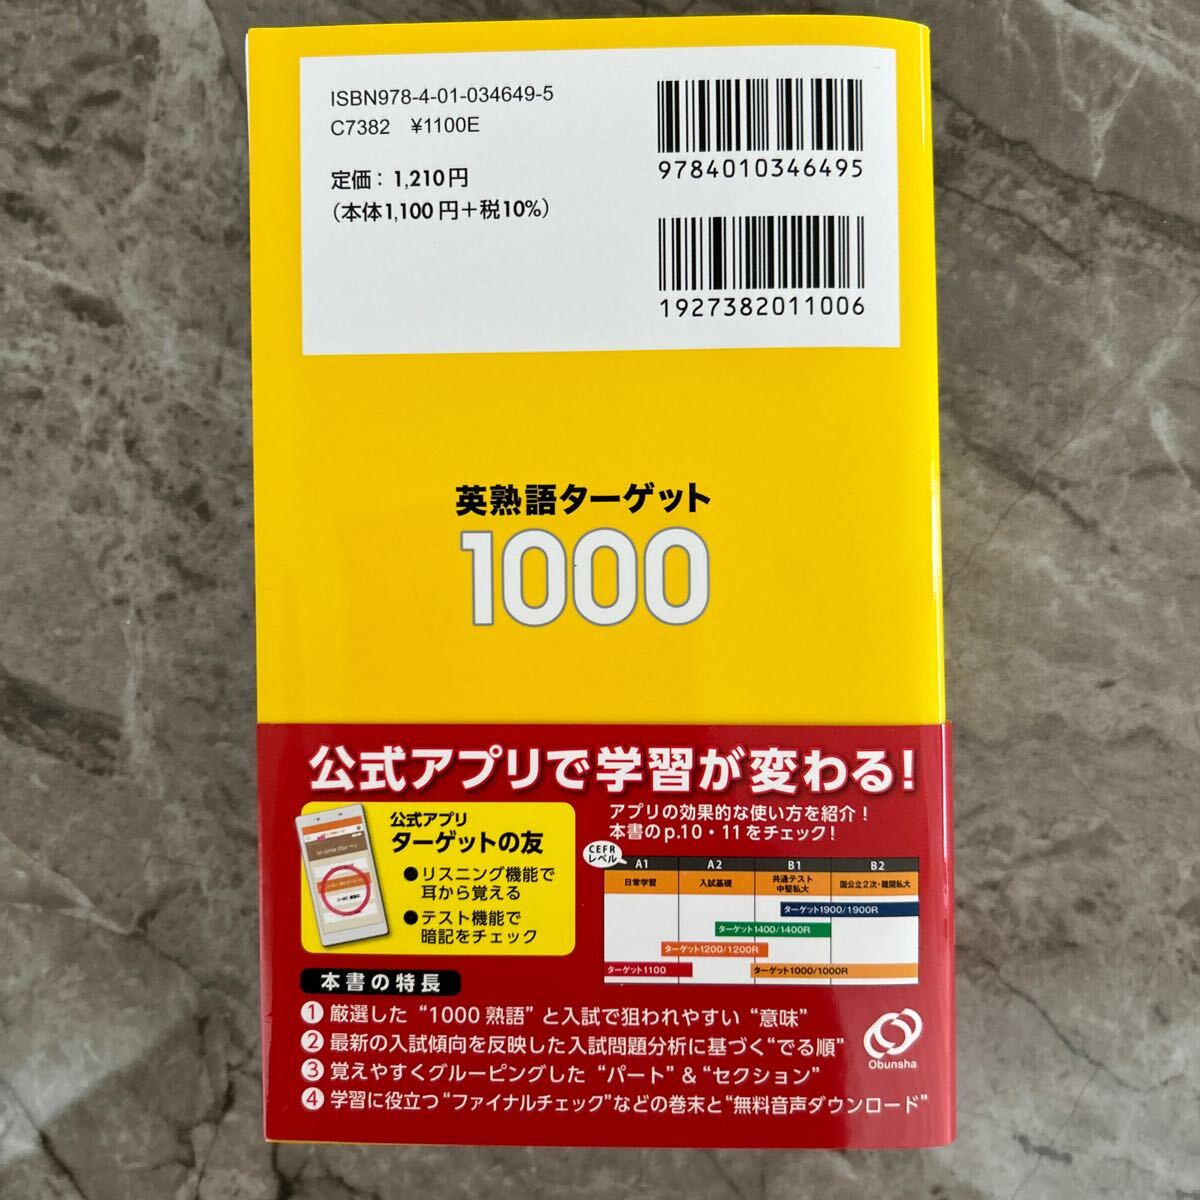 ISBN978-4-01-034649-5
C7382 ¥1100E
定価：1,210円
（本体1,100円＋税10%）
9784010346495
1927382011006
英熟語ターゲット
1000
公式アプリで学習が変わる！
公式アプリ
ターゲットの友
●リスニング機能で
耳から覚える
●テスト機能で
暗記をチェック
アプリの効果的な使い方を紹介！
本書のp.10・11をチェック！
CEFR
レベル
A1 A2 B1 B2
日常学習 入試基礎 共通テスト 中堅私大 国公立2次・難関私大
ターゲット1900/1900R
ターゲット1400/1400R
ターゲット1200/1200R
ターゲット1100 ターゲット1000/1000R
本書の特長
① 厳選した“1000熟語”と入試で狙われやすい“意味”
② 最新の入試傾向を反映した入試問題分析に基づく“でる順”
③ 覚えやすくグルーピングした“パート”&“セクション”
④ 学習に役立つ“ファイナルチェック”などの巻末と“無料音声ダウンロード”
Obunsha